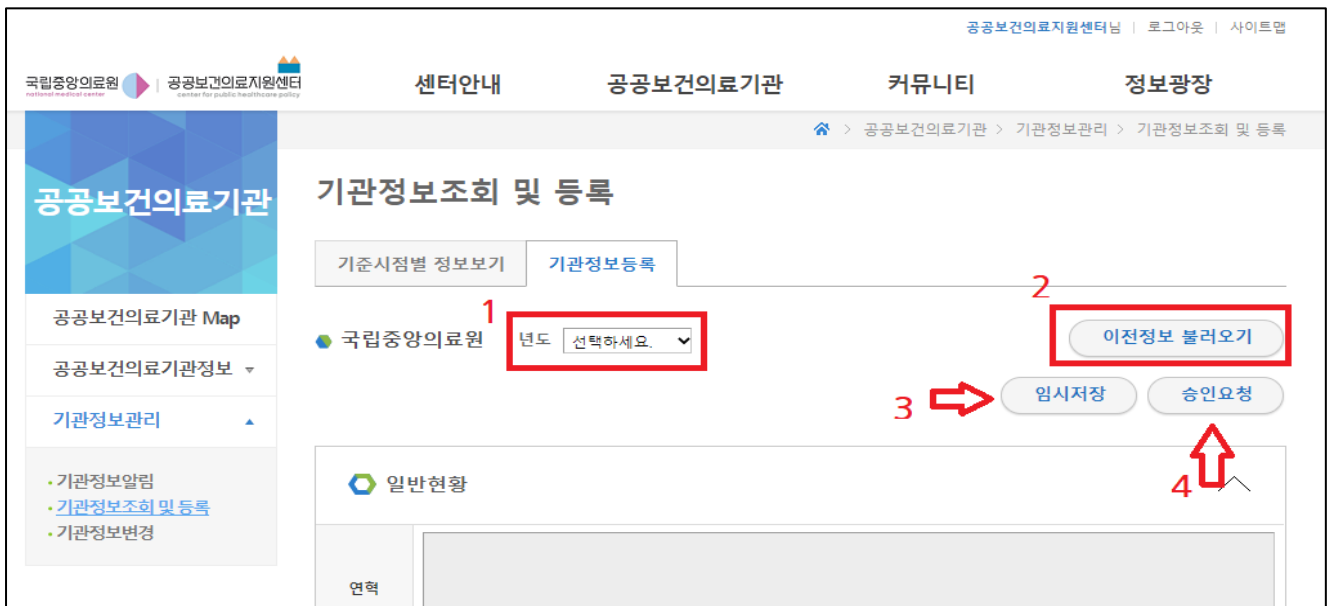 공공보건의료지원센터님 | 로그아웃 | 사이트맵
국립중앙의료원 | 공공보건의료지원센터
national medical center center for public healthcare policy
센터안내 공공보건의료기관 커뮤니티 정보광장
> 공공보건의료기관 > 기관정보관리 > 기관정보조회 및 등록
공공보건의료기관
기관정보조회 및 등록
기준시점별 정보보기 기관정보등록
공공보건의료기관 Map
공공보건의료기관정보
기관정보관리
기관정보알림
기관정보조회 및 등록
기관정보변경
1
2
국립중앙의료원 년도 선택하세요. 이전정보 불러오기
3 임시저장 승인요청
4
일반현황
연혁